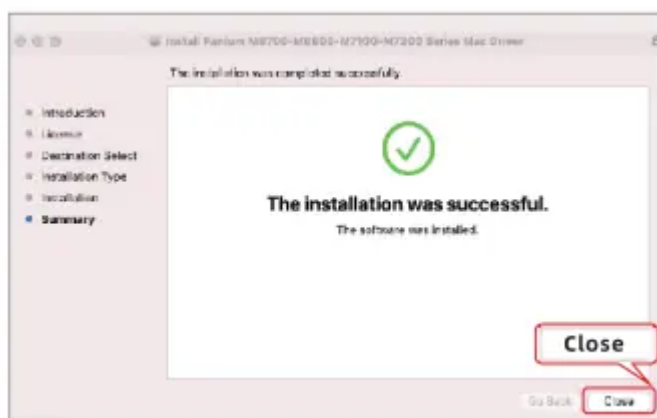 Install Pantum M6700-M6800-M7100-M7200 Series Mac Driver
The installation was completed successfully.
Introduction
License
Destination Select
Installation Type
Installation
Summary
The installation was successful.
The software was installed.
Close
Go Back
Close